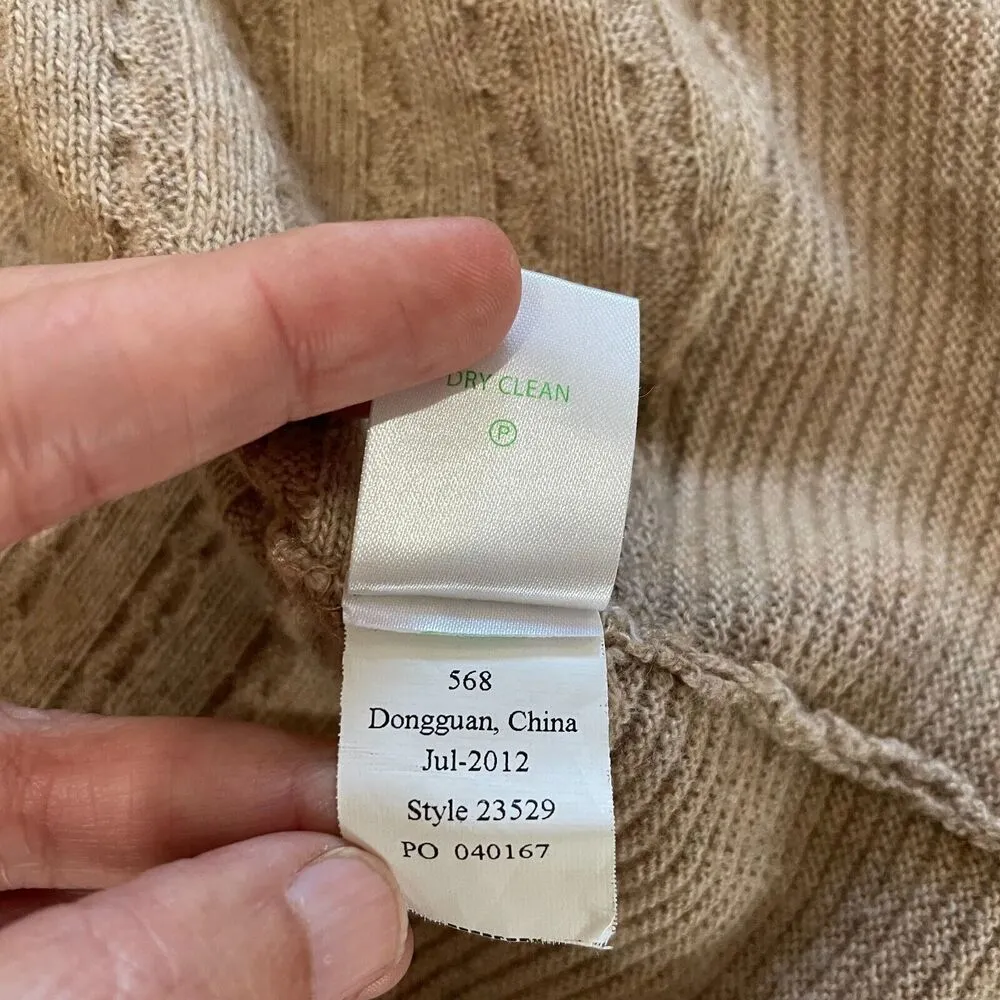 DRY CLEAN
P
568
Dongguan, China
Jul-2012
Style 23529
PO 040167